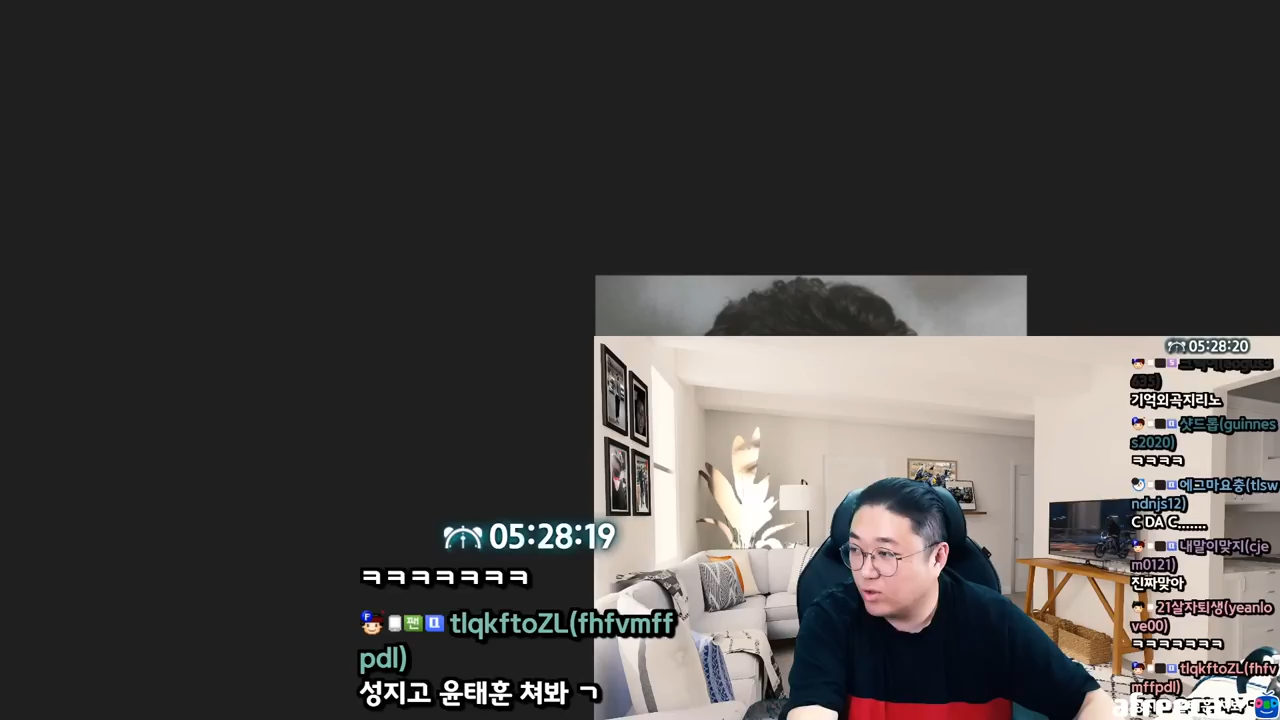 05:28:19
ㅋㅋㅋㅋㅋㅋㅋ
팬 tlqkftoZL(fhfvmff
pdl)
성지고 윤태훈 쳐봐 ㄱ
05:28:20
635)
기억외곡지리노
샷드롭(guinnes
s2020)
ㅋㅋㅋㅋ
에그마요충(tlsw
ndnjs12)
C DA C.......
내말이맞지(cje
m0121)
진짜맞아
21살자퇴생(yeanlo
ve00)
ㅋㅋㅋㅋㅋㅋㅋ
tlqkftoZL(fhfv
mffpdl)
afreeca